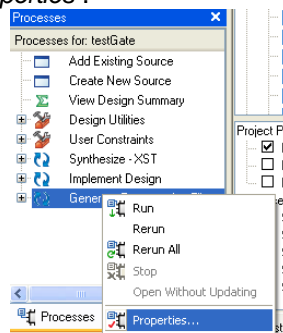 Processes
Processes for: testGate
Add Existing Source
Create New Source
View Design Summary
Design Utilities
User Constraints
Project P
Synthesize - XST
Implement Design
Run
Rerun
Rerun All
Stop
Open Without Updating
Processes
Properties...